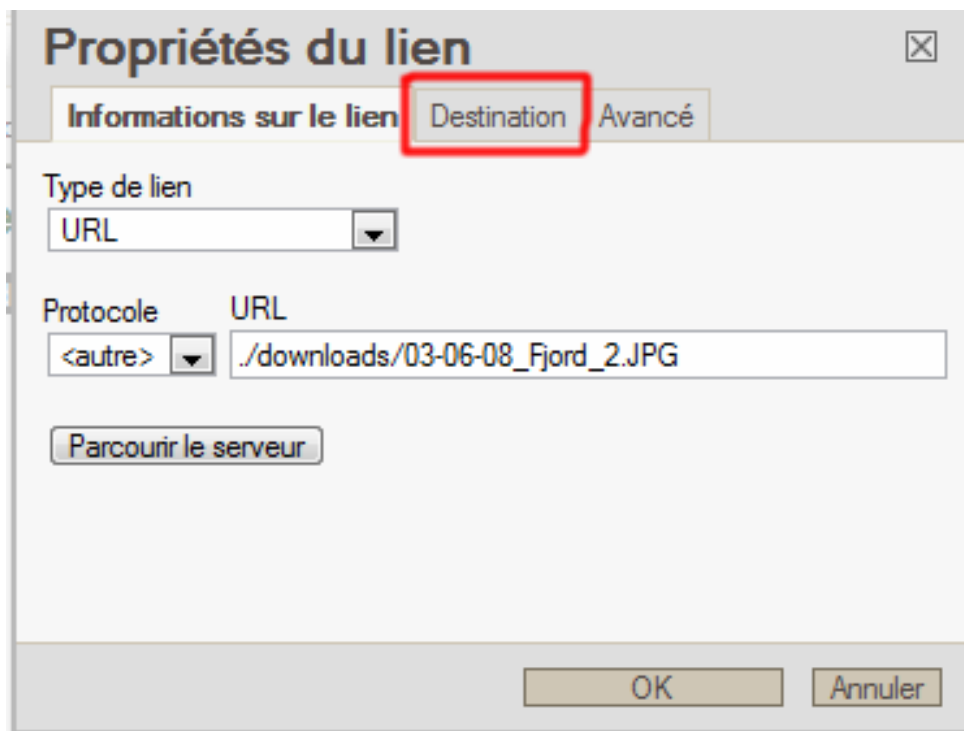 Propriétés du lien
Informations sur le lien Destination Avancé
Type de lien
URL
Protocole URL
<autre> ./downloads/03-06-08_Fjord_2.JPG
Parcourir le serveur
OK Annuler